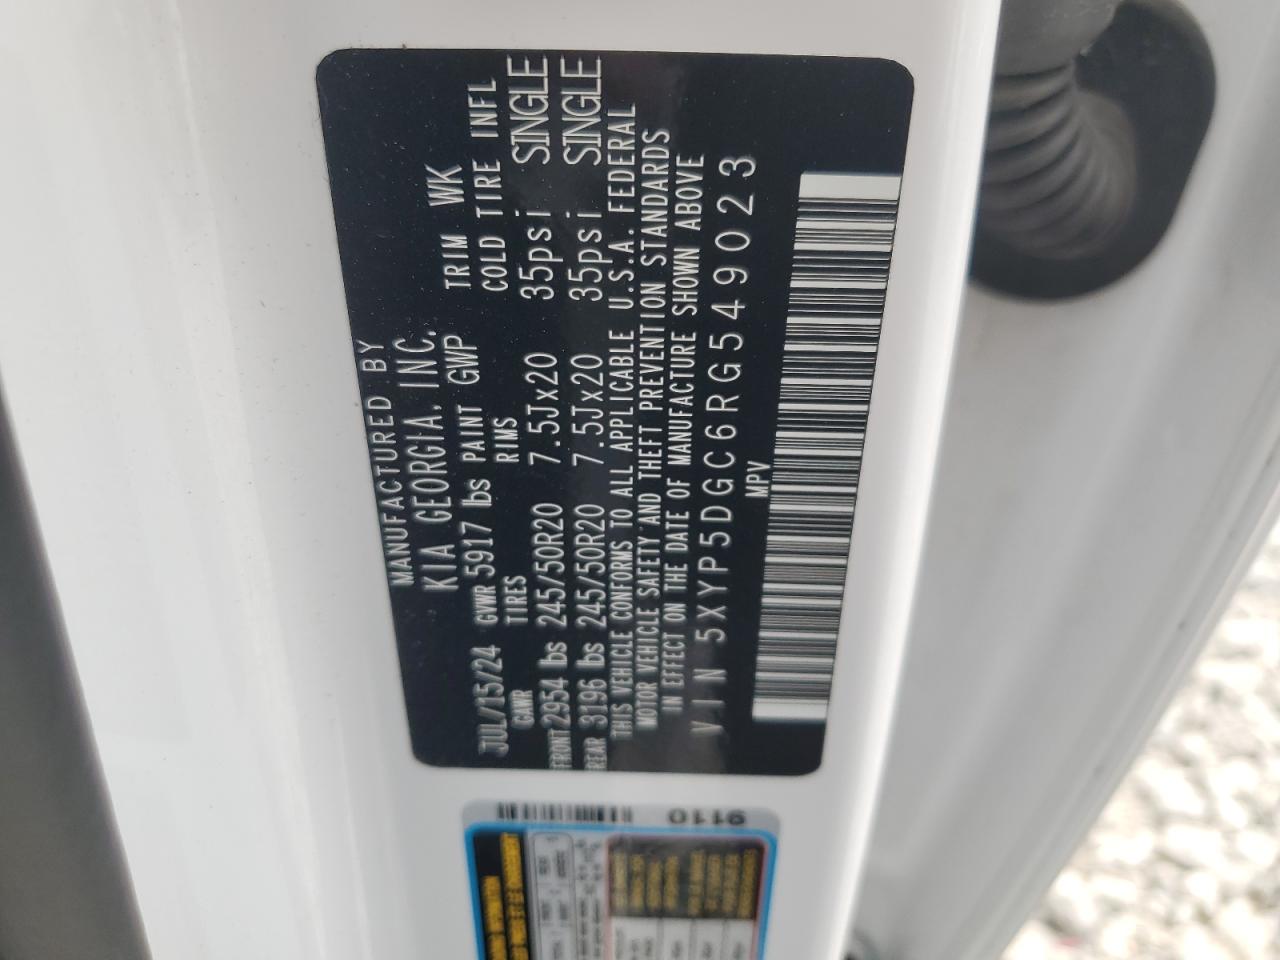 MANUFACTURED BY
KIA GEORGIA, INC.
JUL/15/24 GVWR 5917 lbs PAINT GWP TRIM WK
GAWR TIRES RIMS COLD TIRE INFL
FRONT 2954 lbs 245/50R20 7.5Jx20 35psi SINGLE
REAR 3196 lbs 245/50R20 7.5Jx20 35psi SINGLE
THIS VEHICLE CONFORMS TO ALL APPLICABLE U.S.A. FEDERAL
MOTOR VEHICLE SAFETY AND THEFT PREVENTION STANDARDS
IN EFFECT ON THE DATE OF MANUFACTURE SHOWN ABOVE
VIN 5XYP5DGC6RG549023
MPV
9110